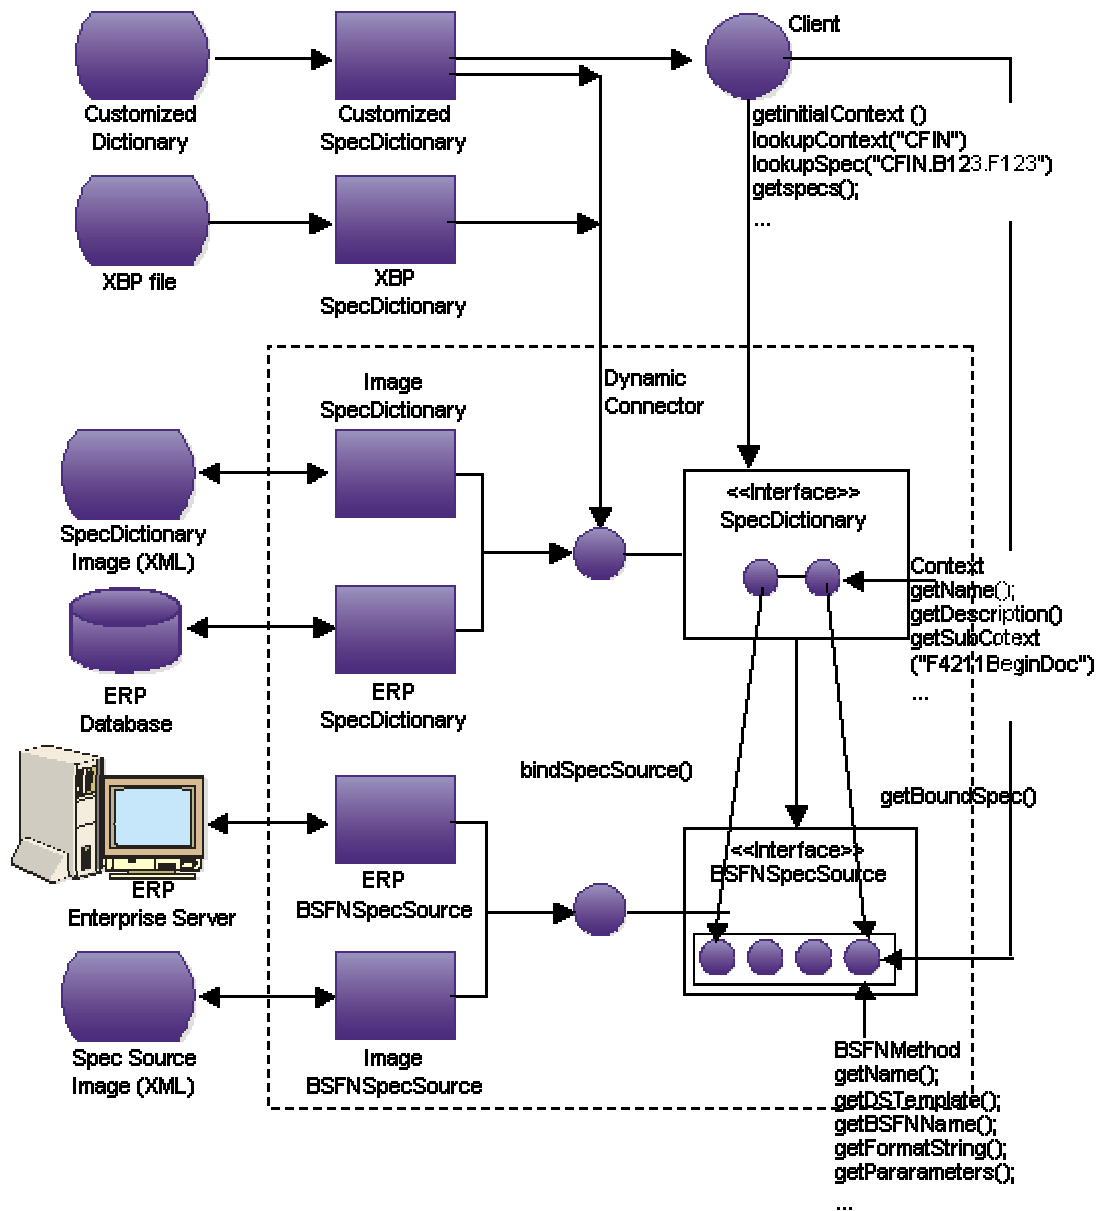 Client
Customized
Dictionary
Customized
SpecDictionary
getinitialContext ()
lookupContext("CFIN")
lookupSpec("CFIN.B123.F123")
getspecs();
...
XBP file
XBP
SpecDictionary
Image
SpecDictionary
Dynamic
Connector
SpecDictionary
Image (XML)
<<Interface>>
SpecDictionary
Context
getName();
getDescription()
getSubCotext
("F4211BeginDoc")
...
ERP
Database
ERP
SpecDictionary
bindSpecSource()
getBoundSpec()
ERP
Enterprise Server
ERP
BSFNSpecSource
<<Interface>>
BSFNSpecSource
Spec Source
Image (XML)
Image
BSFNSpecSource
BSFNMethod
getName();
getDSTemplate();
getBSFNName();
getFormatString();
getPararameters();
...